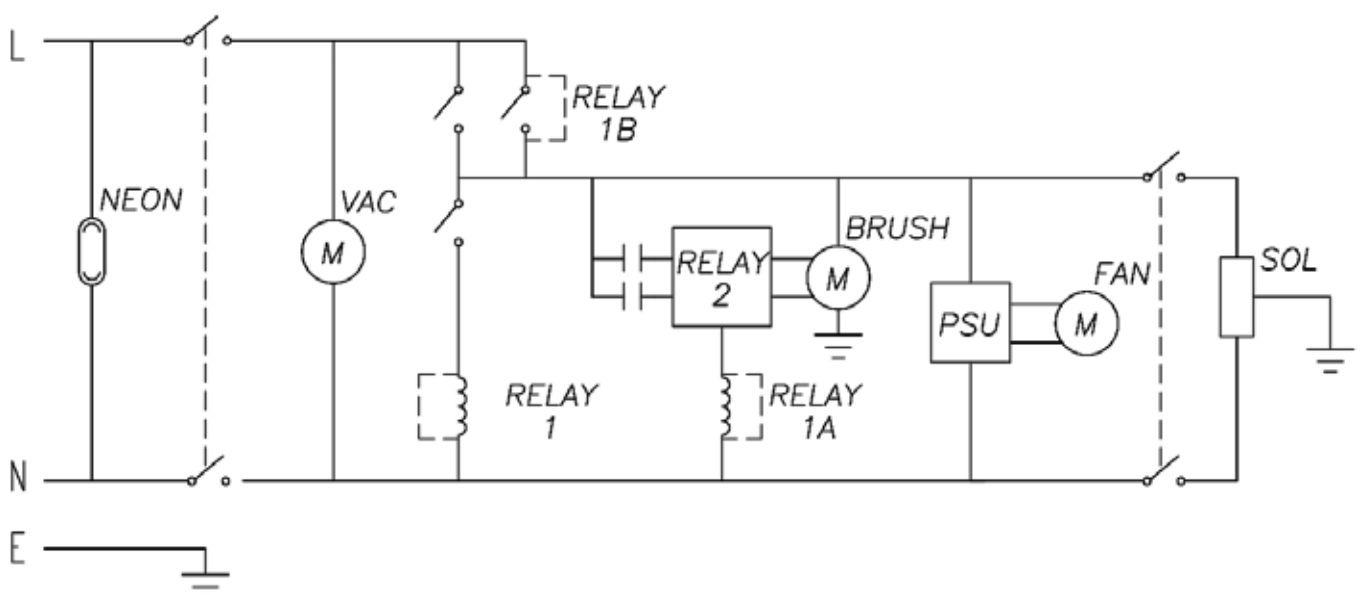 L
RELAY
1B
NEON
VAC
M
RELAY
2
BRUSH
M
PSU
FAN
M
SOL
RELAY
1
RELAY
1A
N
E